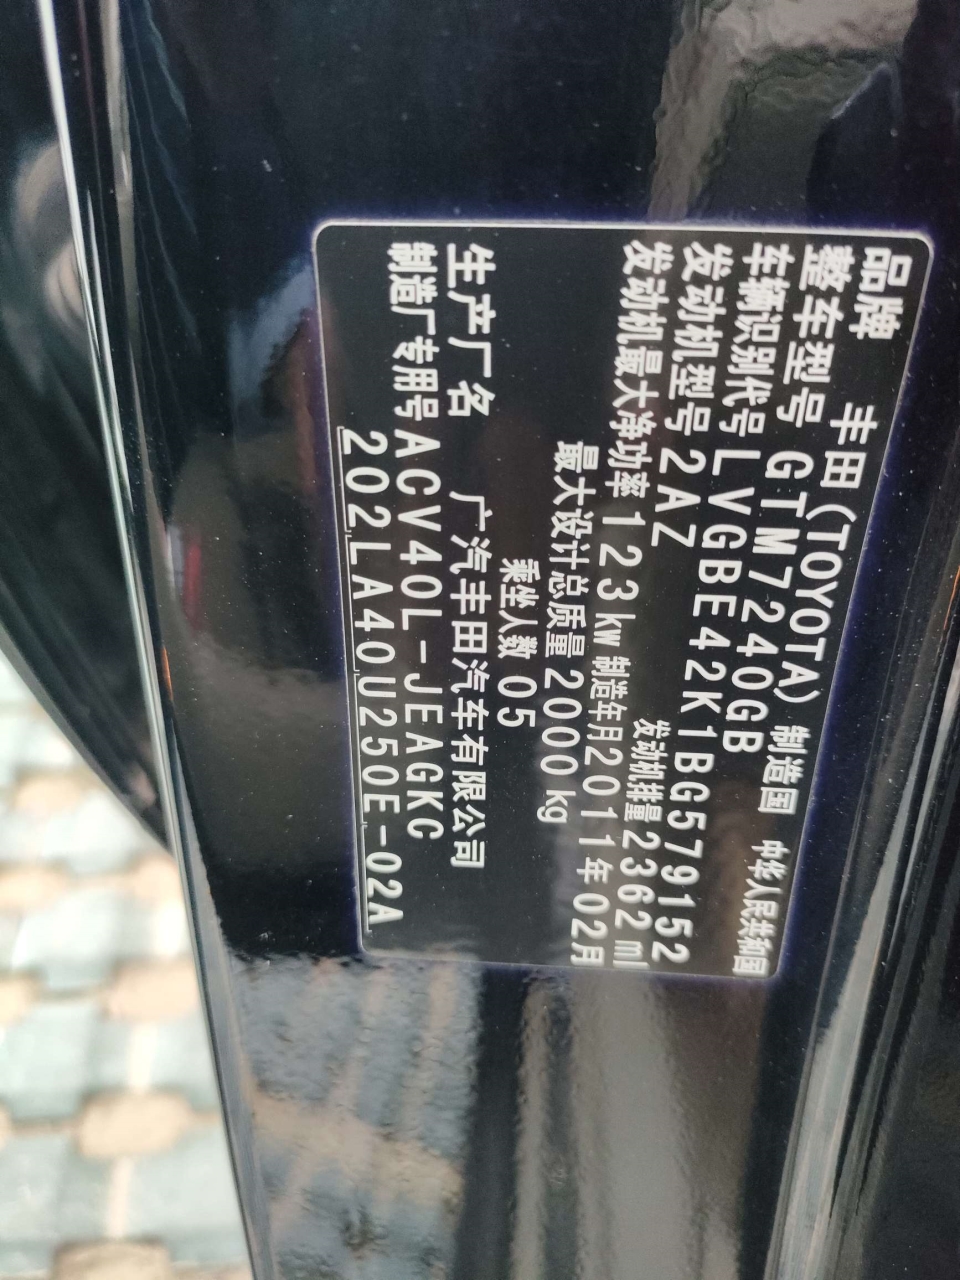 品牌 丰田(TOYOTA) 制造国 中华人民共和国
整车型号 GTM7240GB
车辆识别代号 LVGBE42K1BG579152
发动机型号 2AZ 发动机排量 2362 ml
发动机最大净功率 123kw 制造年月 2011年02月
最大设计总质量 2000 kg
乘坐人数 05
生产厂名 广汽丰田汽车有限公司
制造厂专用号 ACV40L-JEAGKC
202LA40U250E-02A